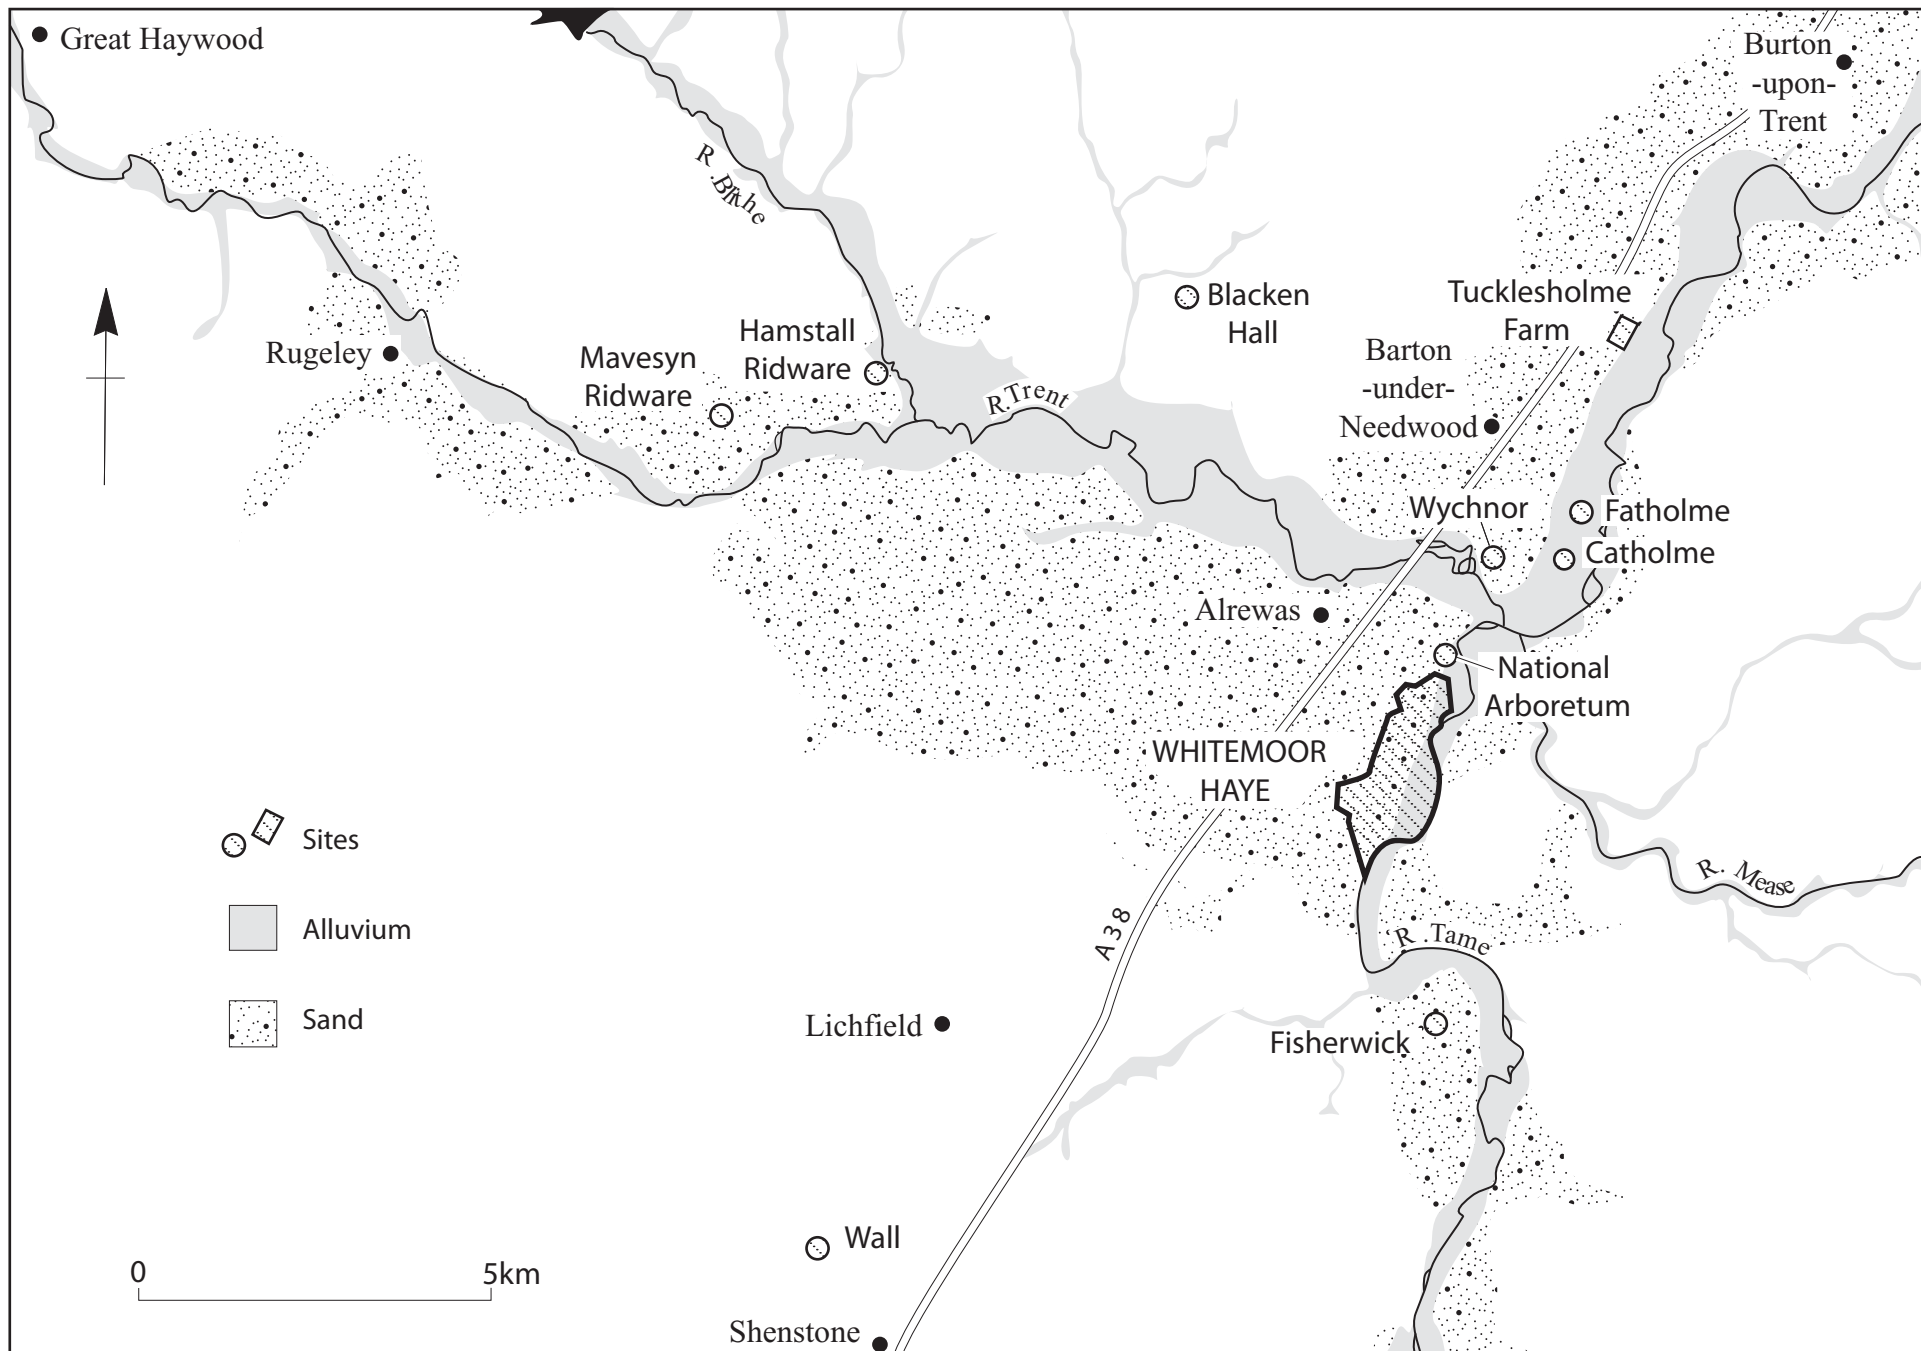 Great Haywood
Burton
-upon-
Trent
R. Blithe
Tucklesholme
Farm
Blacken
Hall
Hamstall
Ridware
Mavesyn
Ridware
Rugeley
Barton
-under-
Needwood
R. Trent
Wychnor
Fatholme
Catholme
Alrewas
National
Arboretum
WHITEMOOR
HAYE
Sites
R. Mease
Alluvium
A38
R. Tame
Sand
Lichfield
Fisherwick
Wall
0 5km
Shenstone